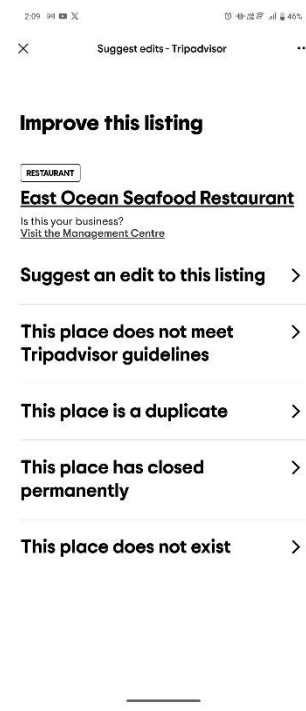 2:09
46%
Suggest edits - Tripadvisor
Improve this listing
RESTAURANT
East Ocean Seafood Restaurant
Is this your business?
Visit the Management Centre
Suggest an edit to this listing
This place does not meet
Tripadvisor guidelines
This place is a duplicate
This place has closed
permanently
This place does not exist